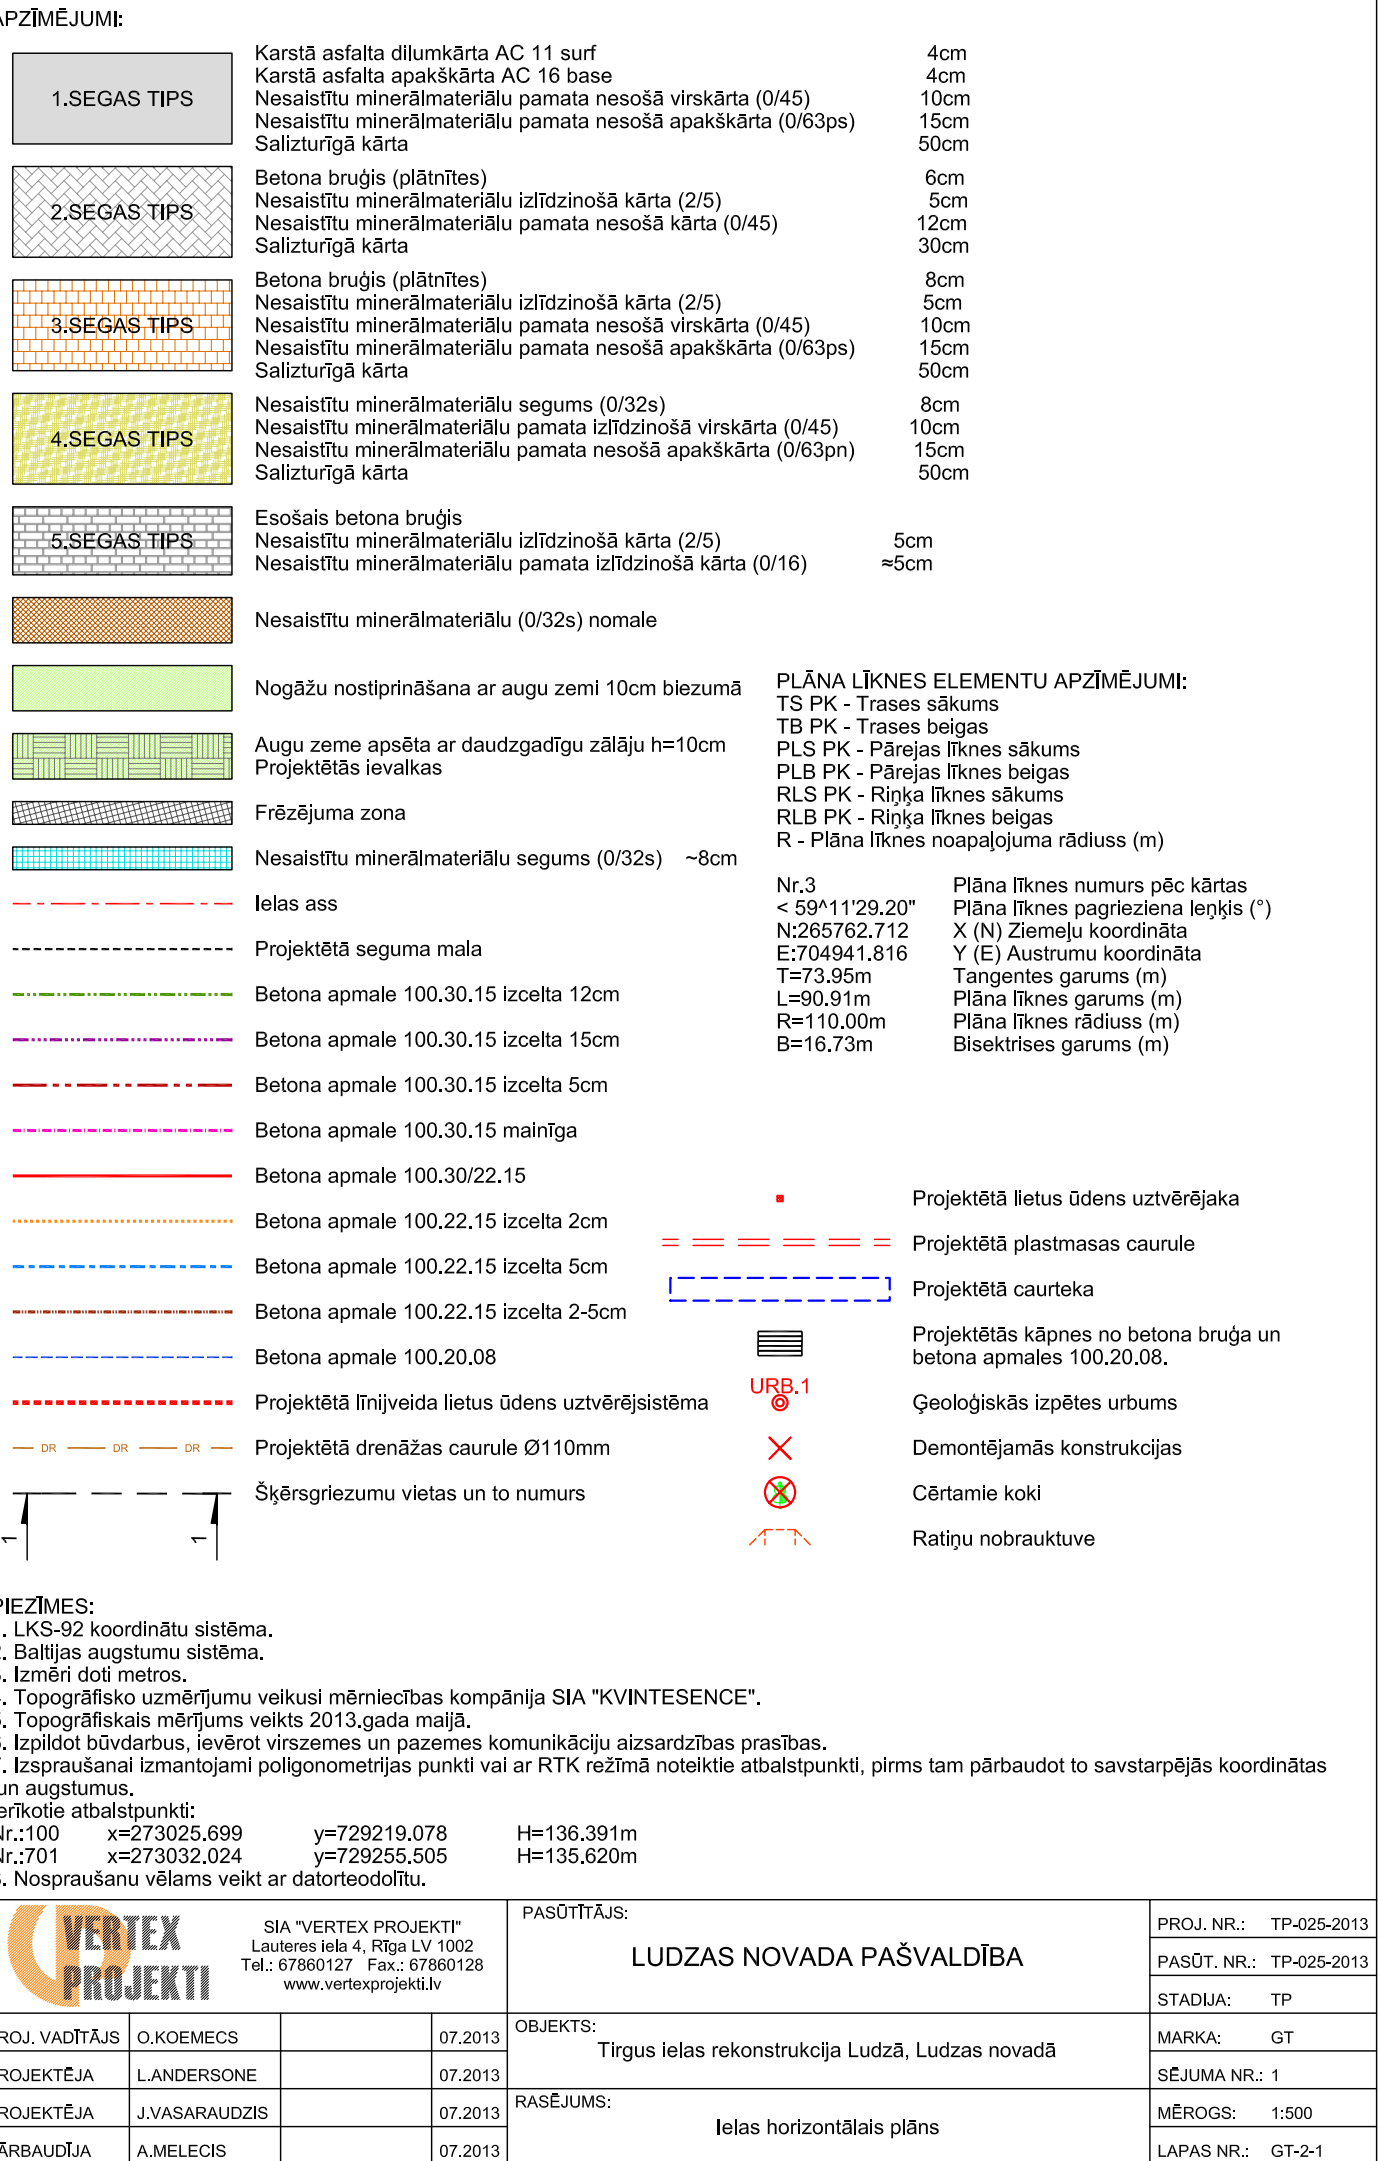 APZĪMĒJUMI:
1.SEGAS TIPS
Karstā asfalta dilumkārta AC 11 surf 4cm
Karstā asfalta apakškārta AC 16 base 4cm
Nesaistītu minerālmateriālu pamata nesošā virskārta (0/45) 10cm
Nesaistītu minerālmateriālu pamata nesošā apakškārta (0/63ps) 15cm
Salizturīgā kārta 50cm
2.SEGAS TIPS
Betona bruģis (plātnītes) 6cm
Nesaistītu minerālmateriālu izlīdzinošā kārta (2/5) 5cm
Nesaistītu minerālmateriālu pamata nesošā kārta (0/45) 12cm
Salizturīgā kārta 30cm
3.SEGAS TIPS
Betona bruģis (plātnītes) 8cm
Nesaistītu minerālmateriālu izlīdzinošā kārta (2/5) 5cm
Nesaistītu minerālmateriālu pamata nesošā virskārta (0/45) 10cm
Nesaistītu minerālmateriālu pamata nesošā apakškārta (0/63ps) 15cm
Salizturīgā kārta 50cm
4.SEGAS TIPS
Nesaistītu minerālmateriālu segums (0/32s) 8cm
Nesaistītu minerālmateriālu pamata izlīdzinošā virskārta (0/45) 10cm
Nesaistītu minerālmateriālu pamata nesošā apakškārta (0/63pn) 15cm
Salizturīgā kārta 50cm
5.SEGAS TIPS
Esošais betona bruģis
Nesaistītu minerālmateriālu izlīdzinošā kārta (2/5) 5cm
Nesaistītu minerālmateriālu pamata izlīdzinošā kārta (0/16) ≈5cm
Nesaistītu minerālmateriālu (0/32s) nomale
Nogāžu nostiprināšana ar augu zemi 10cm biezumā
Augu zeme apsēta ar daudzgadīgu zālāju h=10cm
Projektētās ievalkas
Frēzējuma zona
Nesaistītu minerālmateriālu segums (0/32s) ~8cm
Ielas ass
Projektētā seguma mala
Betona apmale 100.30.15 izcelta 12cm
Betona apmale 100.30.15 izcelta 15cm
Betona apmale 100.30.15 izcelta 5cm
Betona apmale 100.30.15 mainīga
Betona apmale 100.30/22.15
Betona apmale 100.22.15 izcelta 2cm
Betona apmale 100.22.15 izcelta 5cm
Betona apmale 100.22.15 izcelta 2-5cm
Betona apmale 100.20.08
Projektētā līnijveida lietus ūdens uztvērējsistēma
DR DR DR Projektētā drenāžas caurule Ø110mm
Šķērsgriezumu vietas un to numurs
1 1
PLĀNA LĪKNES ELEMENTU APZĪMĒJUMI:
TS PK - Trases sākums
TB PK - Trases beigas
PLS PK - Pārejas līknes sākums
PLB PK - Pārejas līknes beigas
RLS PK - Riņķa līknes sākums
RLB PK - Riņķa līknes beigas
R - Plāna līknes noapaļojuma rādiuss (m)
Nr.3 Plāna līknes numurs pēc kārtas
< 59^11'29.20" Plāna līknes pagrieziena leņķis (°)
N:265762.712 X (N) Ziemeļu koordināta
E:704941.816 Y (E) Austrumu koordināta
T=73.95m Tangentes garums (m)
L=90.91m Plāna līknes garums (m)
R=110.00m Plāna līknes rādiuss (m)
B=16.73m Bisektrises garums (m)
Projektētā lietus ūdens uztvērējaka
Projektētā plastmasas caurule
Projektētā caurteka
Projektētās kāpnes no betona bruģa un
betona apmales 100.20.08.
URB.1
Ģeoloģiskās izpētes urbums
Demontējamās konstrukcijas
Cērtamie koki
Ratiņu nobrauktuve
PIEZĪMES:
1. LKS-92 koordinātu sistēma.
2. Baltijas augstumu sistēma.
3. Izmēri doti metros.
4. Topogrāfisko uzmērījumu veikusi mērniecības kompānija SIA "KVINTESENCE".
5. Topogrāfiskais mērījums veikts 2013.gada maijā.
6. Izpildot būvdarbus, ievērot virszemes un pazemes komunikāciju aizsardzības prasības.
7. Izspraušanai izmantojami poligonometrijas punkti vai ar RTK režīmā noteiktie atbalstpunkti, pirms tam pārbaudot to savstarpējās koordinātas
un augstumus.
Ierīkotie atbalstpunkti:
Nr.:100 x=273025.699 y=729219.078 H=136.391m
Nr.:701 x=273032.024 y=729255.505 H=135.620m
8. Nospraušanu vēlams veikt ar datorteodolītu.
VERTEX
PROJEKTI
SIA "VERTEX PROJEKTI"
Lauteres iela 4, Rīga LV 1002
Tel.: 67860127 Fax.: 67860128
www.vertexprojekti.lv
PASŪTĪTĀJS:
LUDZAS NOVADA PAŠVALDĪBA
PROJ. NR.: TP-025-2013
PASŪT. NR.: TP-025-2013
STADIJA: TP
PROJ. VADĪTĀJS O.KOEMECS 07.2013
PROJEKTĒJA L.ANDERSONE 07.2013
PROJEKTĒJA J.VASARAUDZIS 07.2013
PĀRBAUDĪJA A.MELECIS 07.2013
OBJEKTS:
Tirgus ielas rekonstrukcija Ludzā, Ludzas novadā
RASĒJUMS:
Ielas horizontālais plāns
MARKA: GT
SĒJUMA NR.: 1
MĒROGS: 1:500
LAPAS NR.: GT-2-1